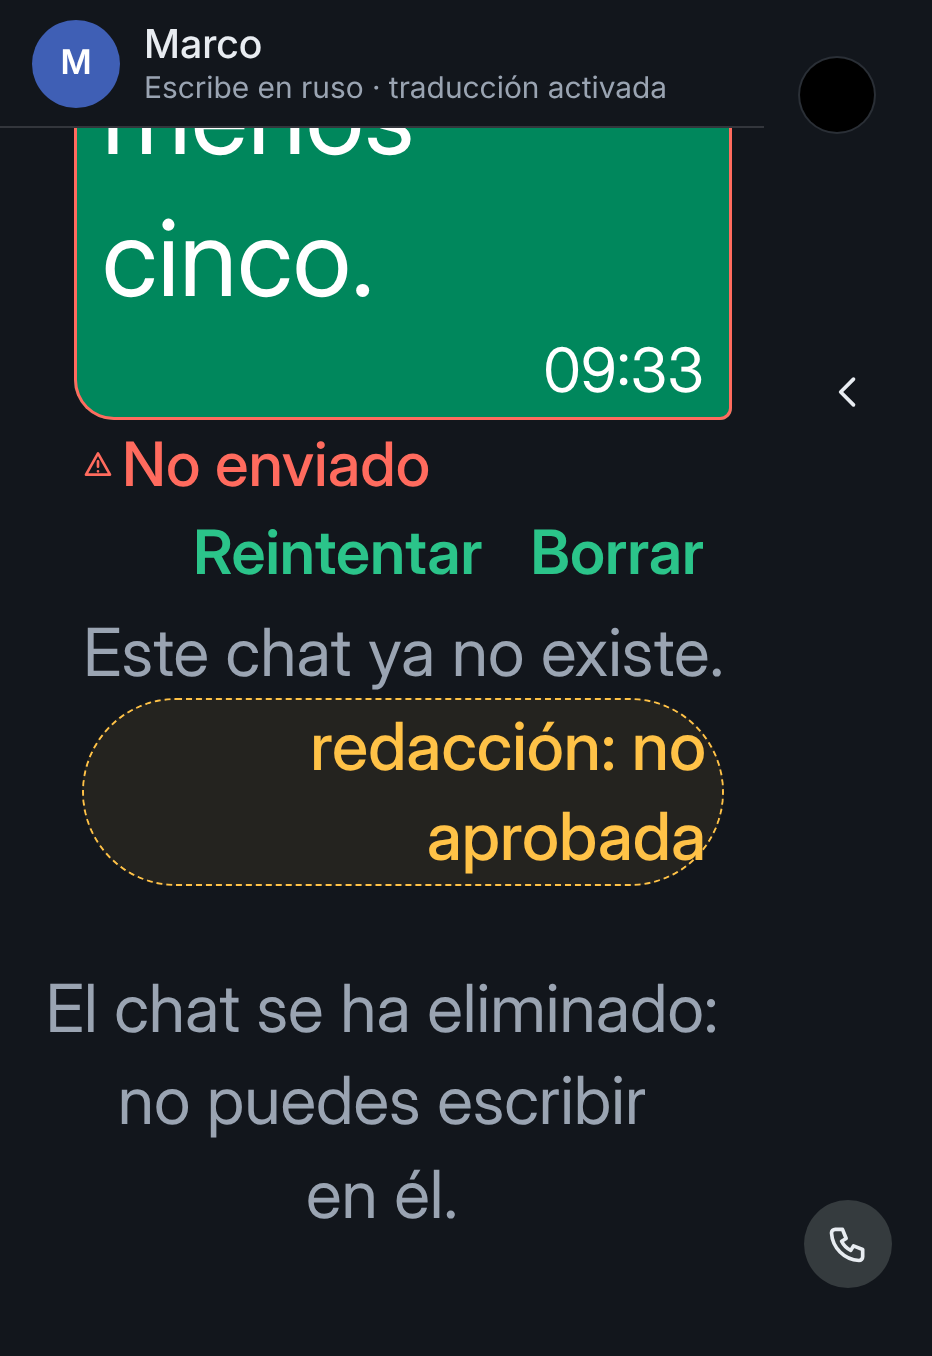 M
Marco
Escribe en ruso · traducción activada
menos
cinco.
09:33
No enviado
Reintentar Borrar
Este chat ya no existe.
redacción: no
aprobada
El chat se ha eliminado:
no puedes escribir
en él.